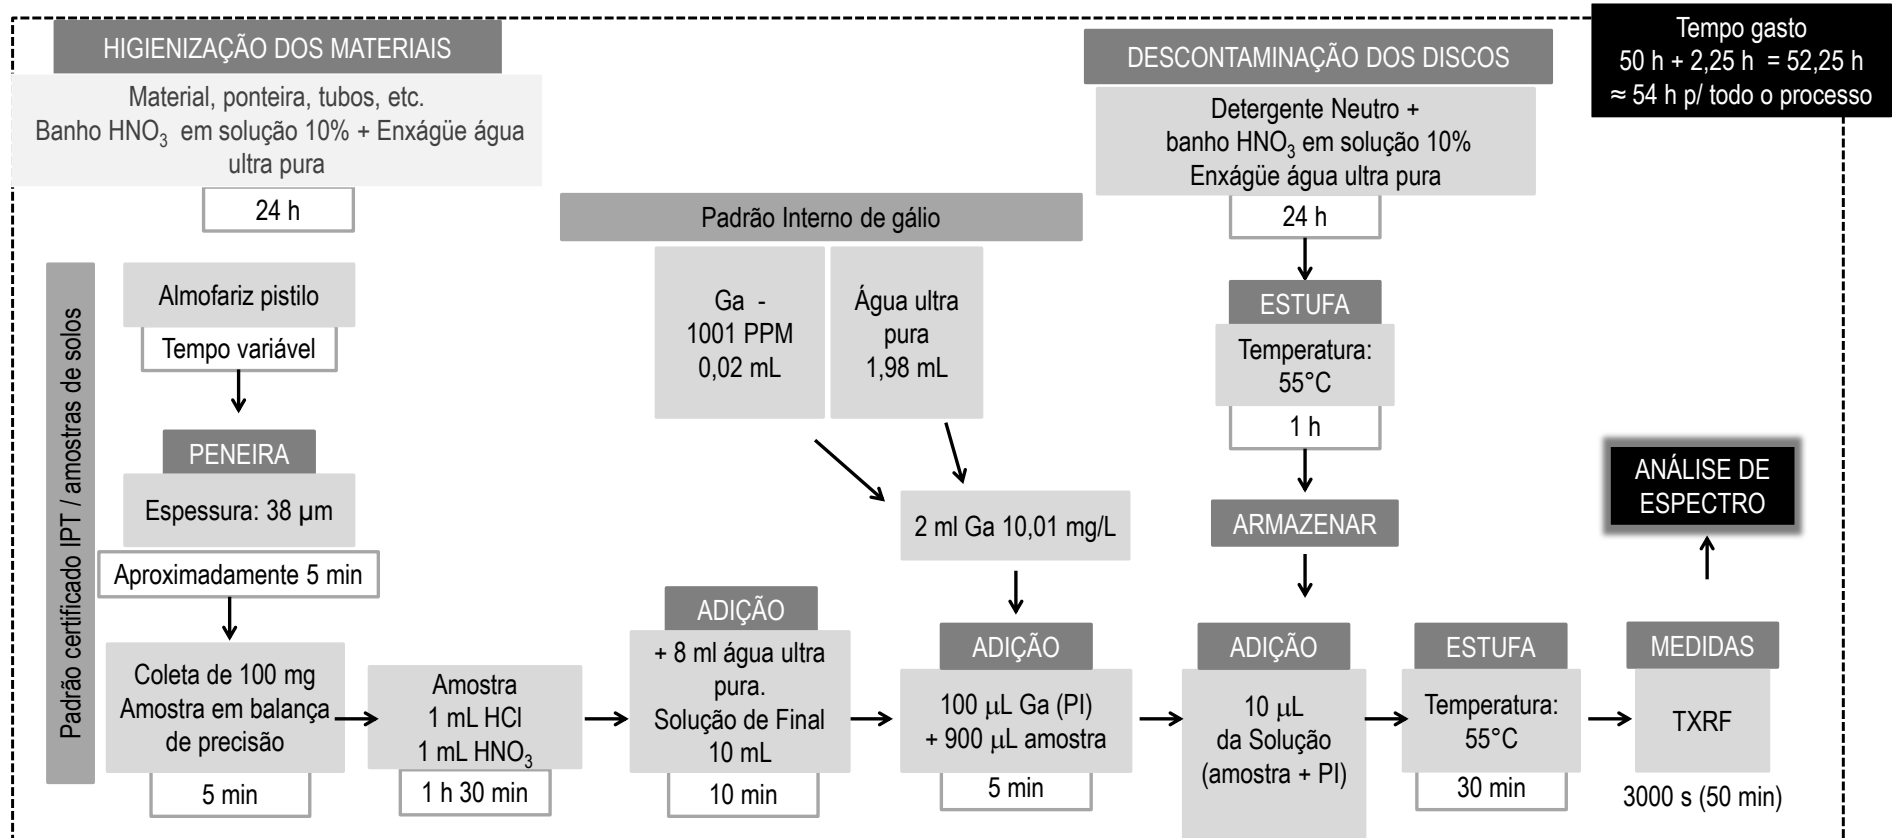 HIGIENIZAÇÃO DOS MATERIAIS
Material, ponteira, tubos, etc.
Banho HNO₃ em solução 10% + Enxágüe água
ultra pura
24 h
Padrão certificado IPT / amostras de solos
Almofariz pistilo
Tempo variável
PENEIRA
Espessura: 38 µm
Aproximadamente 5 min
Coleta de 100 mg
Amostra em balança
de precisão
5 min
Amostra
1 mL HCl
1 mL HNO₃
1 h 30 min
ADIÇÃO
+ 8 ml água ultra
pura.
Solução de Final
10 mL
10 min
Padrão Interno de gálio
Ga -
1001 PPM
0,02 mL
Água ultra
pura
1,98 mL
2 ml Ga 10,01 mg/L
ADIÇÃO
100 µL Ga (PI)
+ 900 µL amostra
5 min
DESCONTAMINAÇÃO DOS DISCOS
Detergente Neutro +
banho HNO₃ em solução 10%
Enxágüe água ultra pura
24 h
ESTUFA
Temperatura:
55°C
1 h
ARMAZENAR
ADIÇÃO
10 µL
da Solução
(amostra + PI)
ESTUFA
Temperatura:
55°C
30 min
MEDIDAS
TXRF
3000 s (50 min)
ANÁLISE DE
ESPECTRO
Tempo gasto
50 h + 2,25 h = 52,25 h
≈ 54 h p/ todo o processo